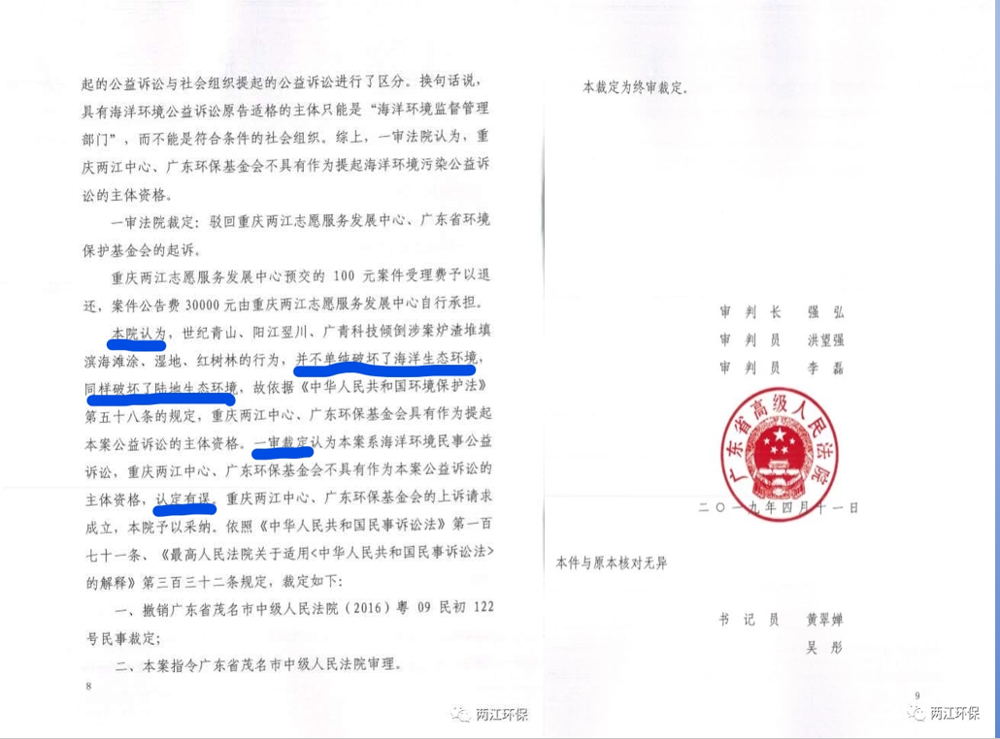 起的公益诉讼与社会组织提起的公益诉讼进行了区分。换句话说，
具有海洋环境公益诉讼原告适格的主体只能是“海洋环境监督管理
部门”，而不能是符合条件的社会组织。综上，一审法院认为，重
庆两江中心、广东环保基金会不具有作为提起海洋环境污染公益诉
讼的主体资格。
一审法院裁定：驳回重庆两江志愿服务发展中心、广东省环境
保护基金会的起诉。
重庆两江志愿服务发展中心预交的 100 元案件受理费予以退
还，案件公告费 30000 元由重庆两江志愿服务发展中心自行承担。
本院认为，世纪青山、阳江翌川、广青科技倾倒涉案炉渣堆填
滨海滩涂、湿地、红树林的行为，并不单纯破坏了海洋生态环境，
同样破坏了陆地生态环境，故依据《中华人民共和国环境保护法》
第五十八条的规定，重庆两江中心、广东环保基金会具有作为提起
本案公益诉讼的主体资格。一审裁定认为本案系海洋环境民事公益
诉讼，重庆两江中心、广东环保基金会不具有作为本案公益诉讼的
主体资格，认定有误。重庆两江中心、广东环保基金会的上诉请求
成立，本院予以采纳。依照《中华人民共和国民事诉讼法》第一百
七十一条、《最高人民法院关于适用<中华人民共和国民事诉讼法>
的解释》第三百三十二条规定，裁定如下：
一、撤销广东省茂名市中级人民法院（2016）粤 09 民初 122
号民事裁定；
二、本案指令广东省茂名市中级人民法院审理。
8
两江环保
本裁定为终审裁定。
审 判 长 强 弘
审 判 员 洪望强
审 判 员 李 磊
广东省高级人民法院
二〇一九年四月十一日
本件与原本核对无异
书 记 员 黄翠婵
吴 彤
9
两江环保